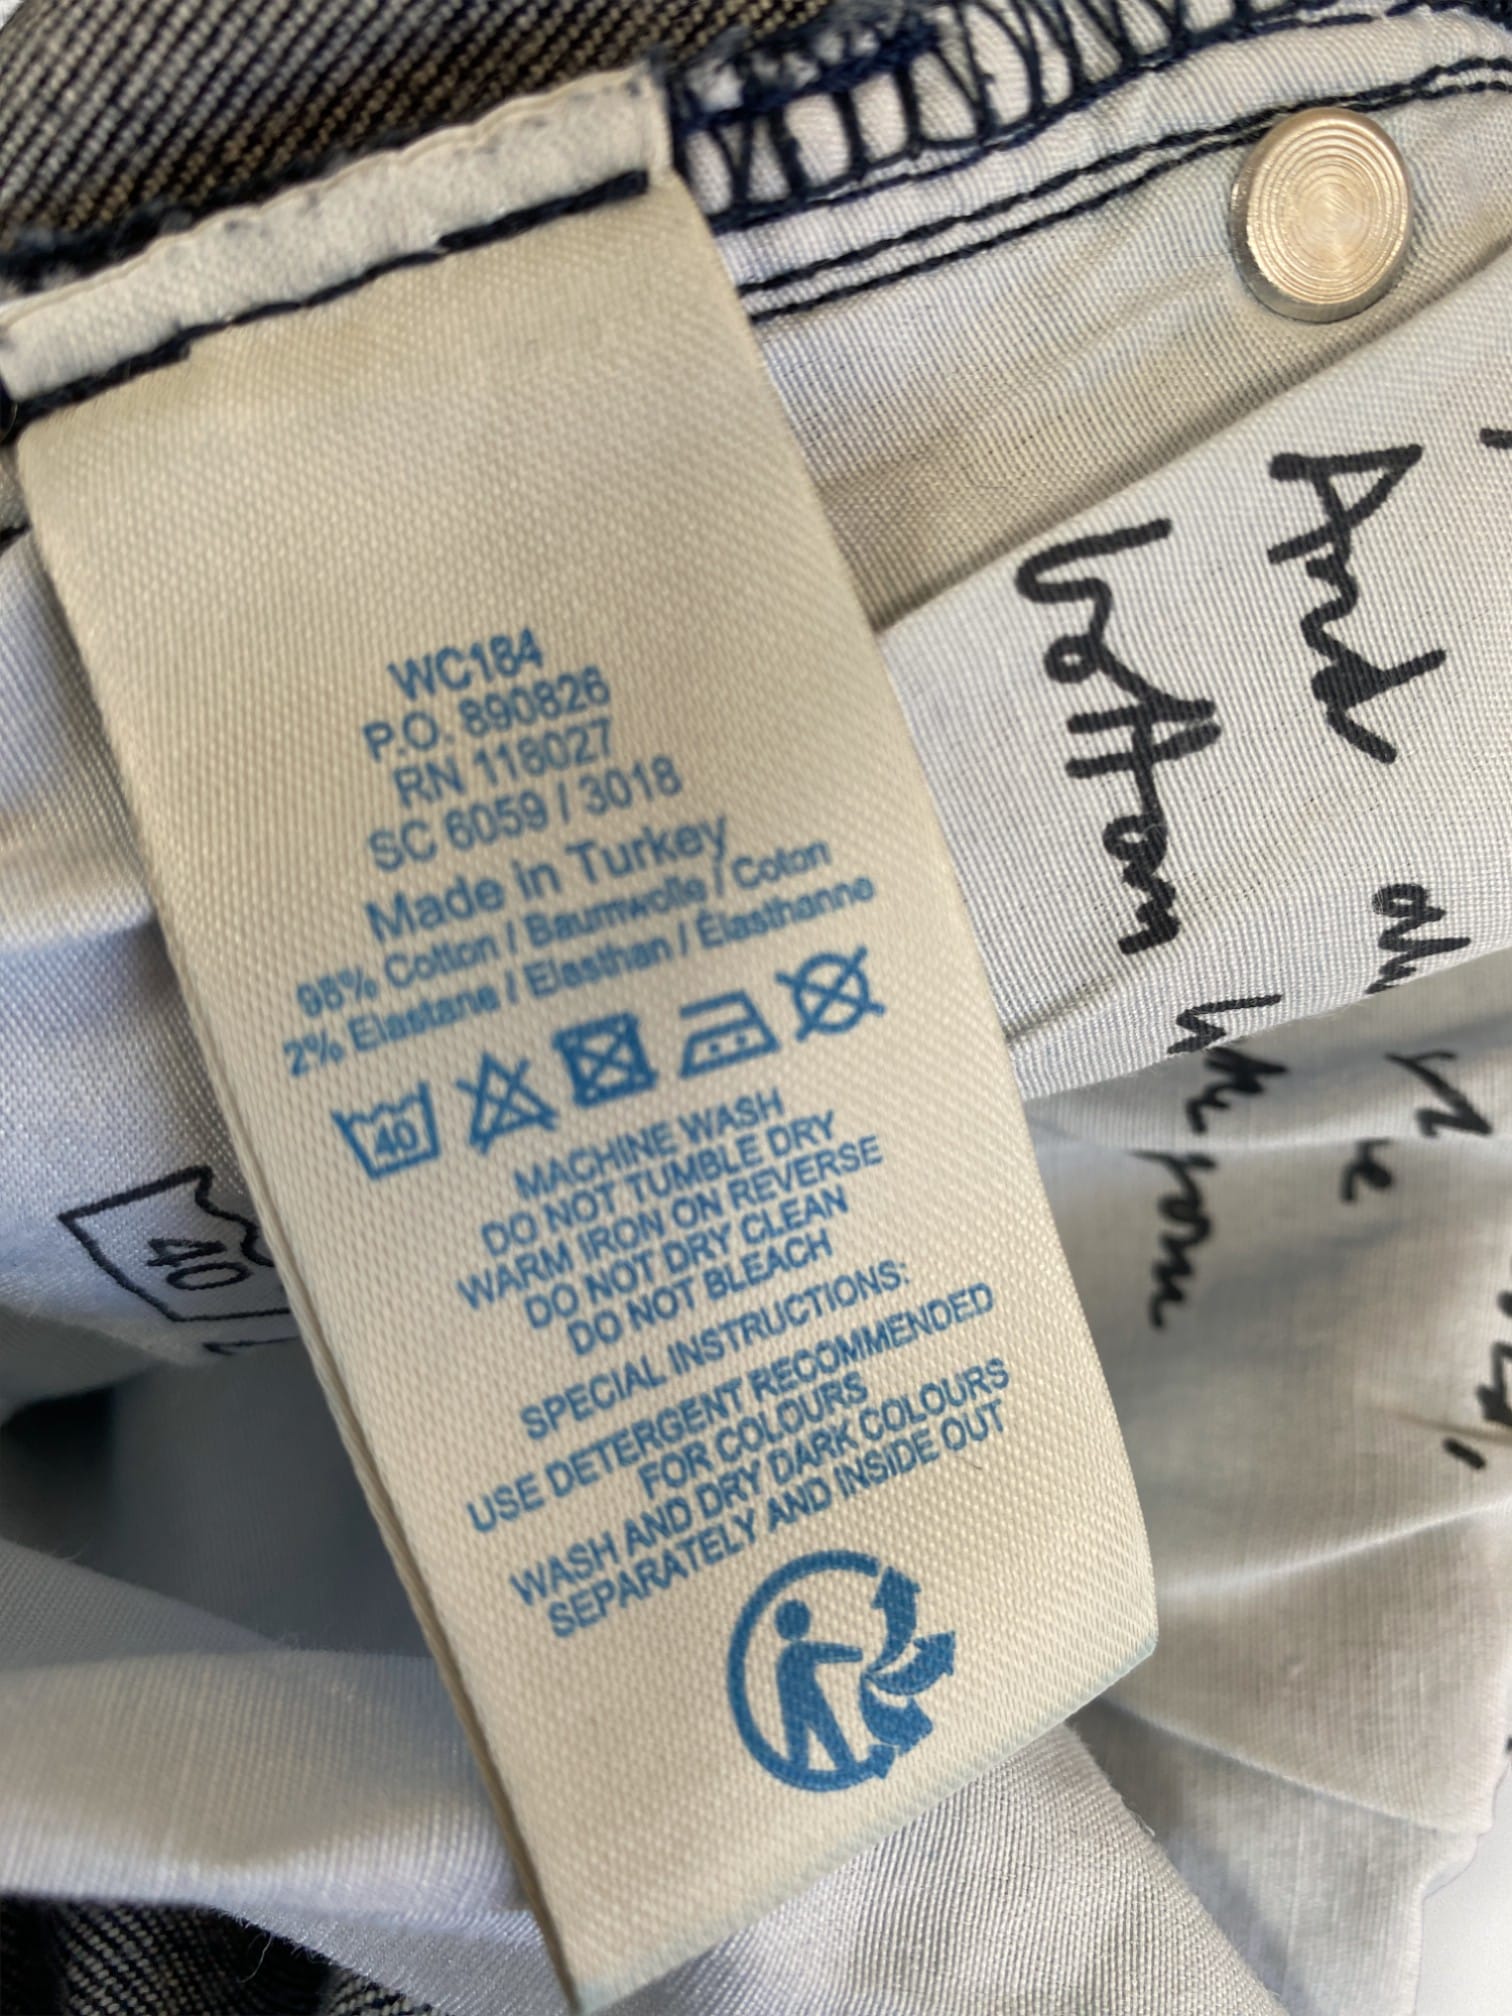 WC184
P.O. 890826
RN 118027
SC 6059 / 3018
Made in Turkey
98% Cotton / Baumwolle / Coton
2% Elastane / Elasthan / Élasthanne
40
MACHINE WASH
DO NOT TUMBLE DRY
WARM IRON ON REVERSE
DO NOT DRY CLEAN
DO NOT BLEACH
SPECIAL INSTRUCTIONS:
USE DETERGENT RECOMMENDED
FOR COLOURS
WASH AND DRY DARK COLOURS
SEPARATELY AND INSIDE OUT
40
And